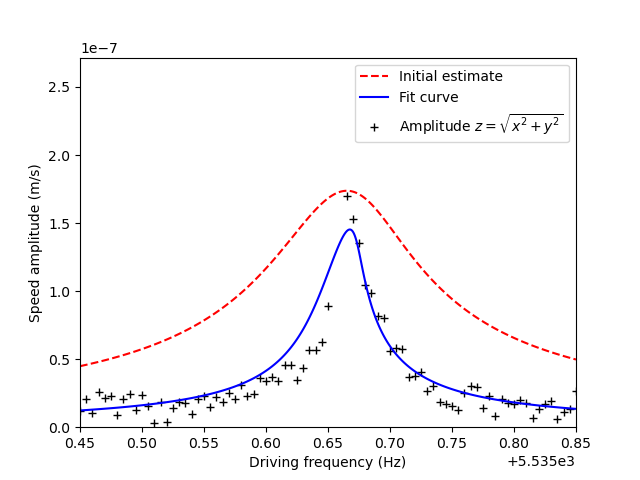 1e−7
2.5
2.0
1.5
1.0
0.5
0.0
Speed amplitude (m/s)
Initial estimate
Fit curve
Amplitude z = √x² + y²
0.45 0.50 0.55 0.60 0.65 0.70 0.75 0.80 0.85
Driving frequency (Hz)
+5.535e3